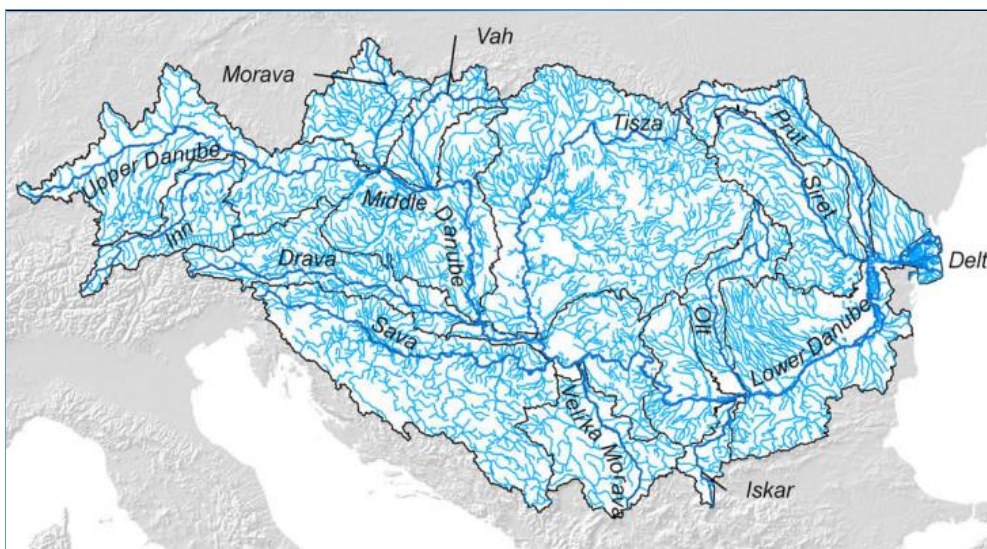 Vah
Morava
Tisza
Prut
Upper Danube
Siret
Middle Danube
Inn
Drava
Delt
Sava
Olt
Lower Danube
Velika Morava
Iskar